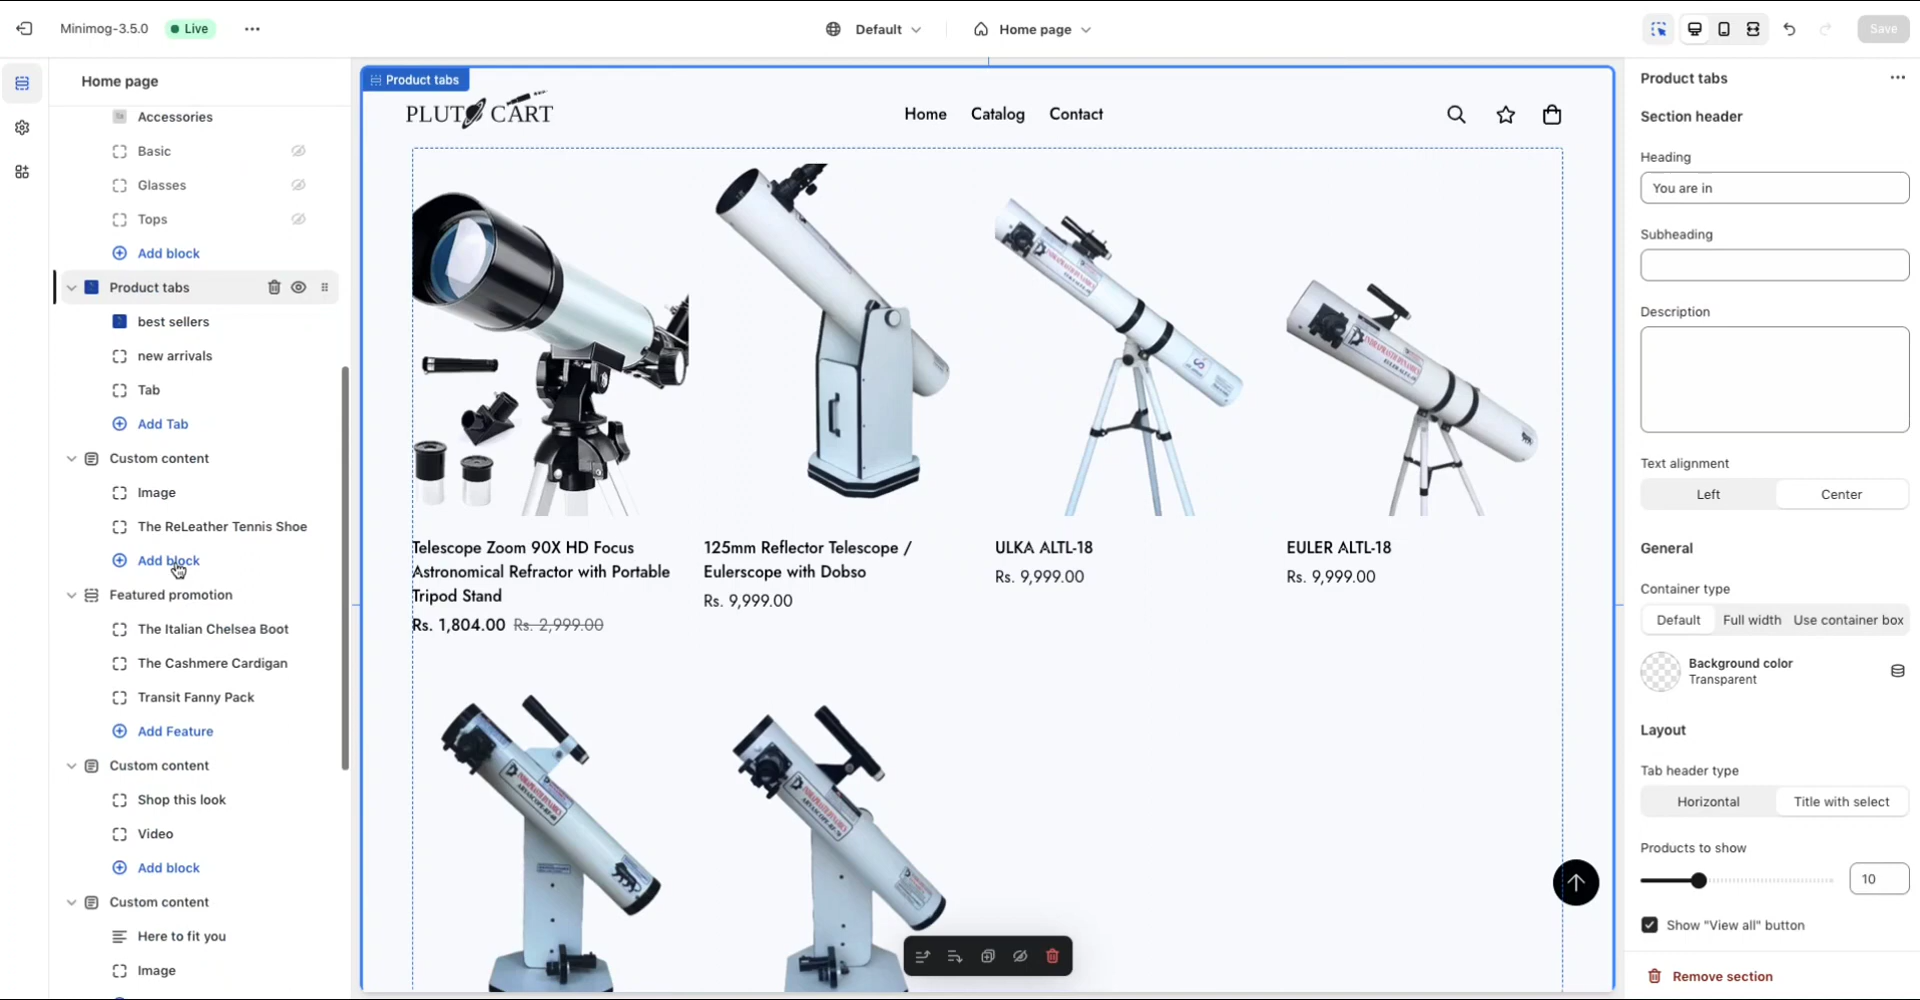 Minimog-3.5.0
Live
Default
Home page
Save
Home page
Accessories
Basic
Glasses
Tops
Add block
Product tabs
best sellers
new arrivals
Tab
Add Tab
Custom content
Image
The ReLeather Tennis Shoe
Add block
Featured promotion
The Italian Chelsea Boot
The Cashmere Cardigan
Transit Fanny Pack
Add Feature
Custom content
Shop this look
Video
Add block
Custom content
Here to fit you
Image
Product tabs
PLUT CART
Home
Catalog
Contact
Telescope Zoom 90X HD Focus
Astronomical Refractor with Portable
Tripod Stand
Rs. 1,804.00 Rs. 2,999.00
125mm Reflector Telescope /
Eulerscope with Dobso
Rs. 9,999.00
ULKA ALTL-18
Rs. 9,999.00
EULER ALTL-18
Rs. 9,999.00
Product tabs
Section header
Heading
You are in
Subheading
Description
Text alignment
Left
Center
General
Container type
Default
Full width
Use container box
Background color
Transparent
Layout
Tab header type
Horizontal
Title with select
Products to show
10
Show "View all" button
Remove section